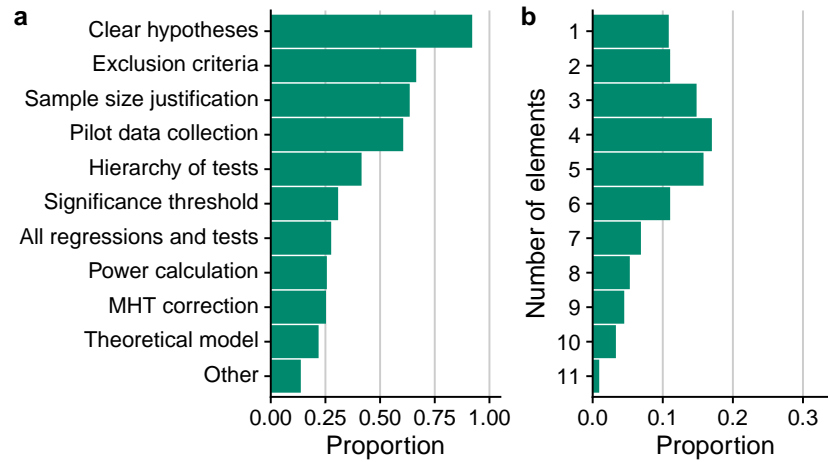 a
Clear hypotheses
Exclusion criteria
Sample size justification
Pilot data collection
Hierarchy of tests
Significance threshold
All regressions and tests
Power calculation
MHT correction
Theoretical model
Other
0.00 0.25 0.50 0.75 1.00
Proportion
b
Number of elements
1
2
3
4
5
6
7
8
9
10
11
0.0 0.1 0.2 0.3
Proportion